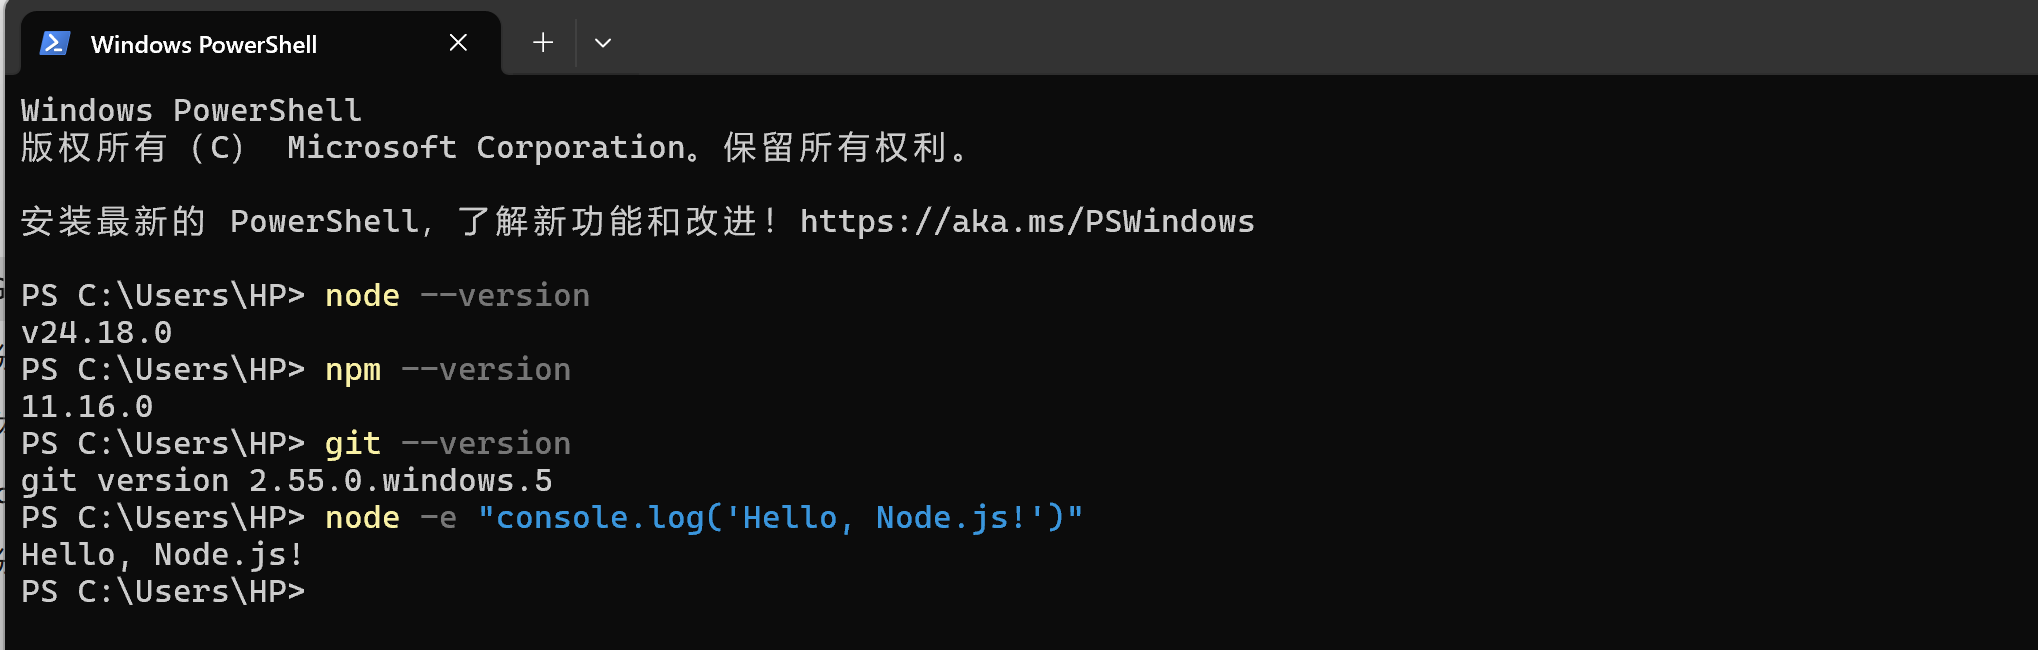 Windows PowerShell
Windows PowerShell
版权所有（C） Microsoft Corporation。保留所有权利。
安装最新的 PowerShell，了解新功能和改进！https://aka.ms/PSWindows
PS C:\Users\HP> node --version
v24.18.0
PS C:\Users\HP> npm --version
11.16.0
PS C:\Users\HP> git --version
git version 2.55.0.windows.5
PS C:\Users\HP> node -e "console.log('Hello, Node.js!')"
Hello, Node.js!
PS C:\Users\HP>